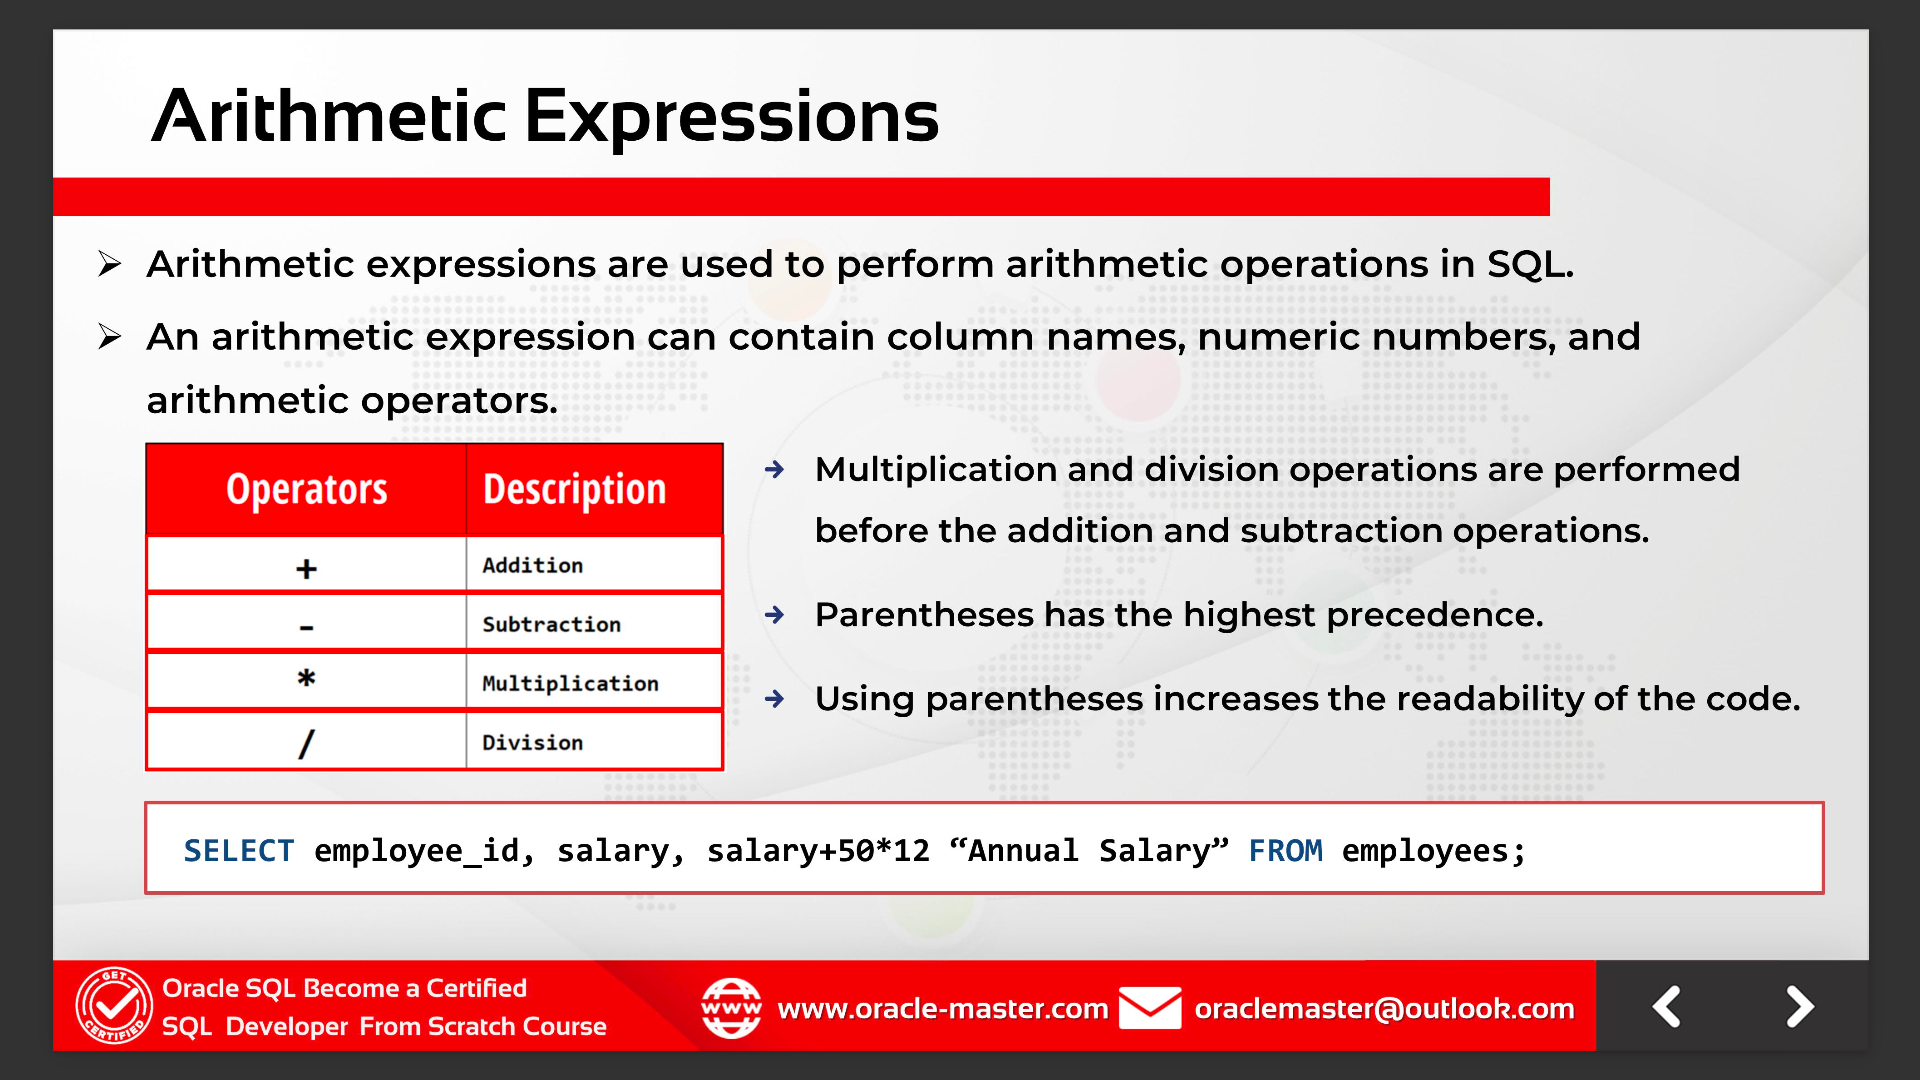 Arithmetic Expressions
➢ Arithmetic expressions are used to perform arithmetic operations in SQL.
➢ An arithmetic expression can contain column names, numeric numbers, and
arithmetic operators.
Operators Description
+ Addition
- Subtraction
* Multiplication
/ Division
→ Multiplication and division operations are performed
before the addition and subtraction operations.
→ Parentheses has the highest precedence.
→ Using parentheses increases the readability of the code.
SELECT employee_id, salary, salary+50*12 “Annual Salary” FROM employees;
GET
CERTIFIED
Oracle SQL Become a Certified
SQL Developer From Scratch Course
www
www.oracle-master.com
oraclemaster@outlook.com